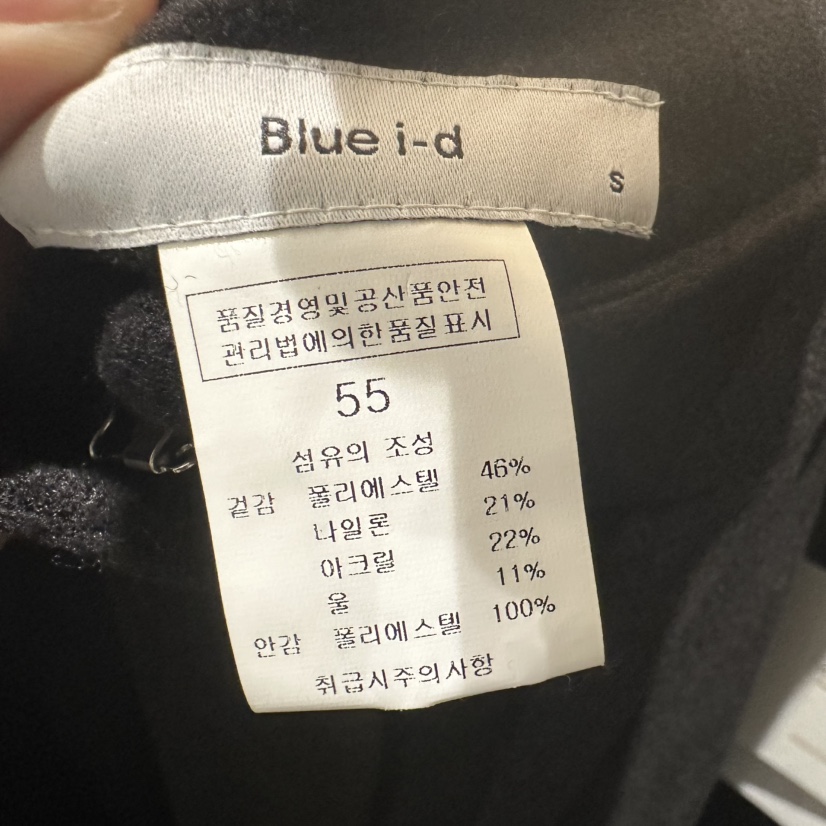 Blue i-d
s
품질경영및공산품안전
관리법에의한품질표시
55
섬유의 조성
겉감 폴리에스텔 46%
나일론 21%
아크릴 22%
울 11%
안감 폴리에스텔 100%
취급시주의사항